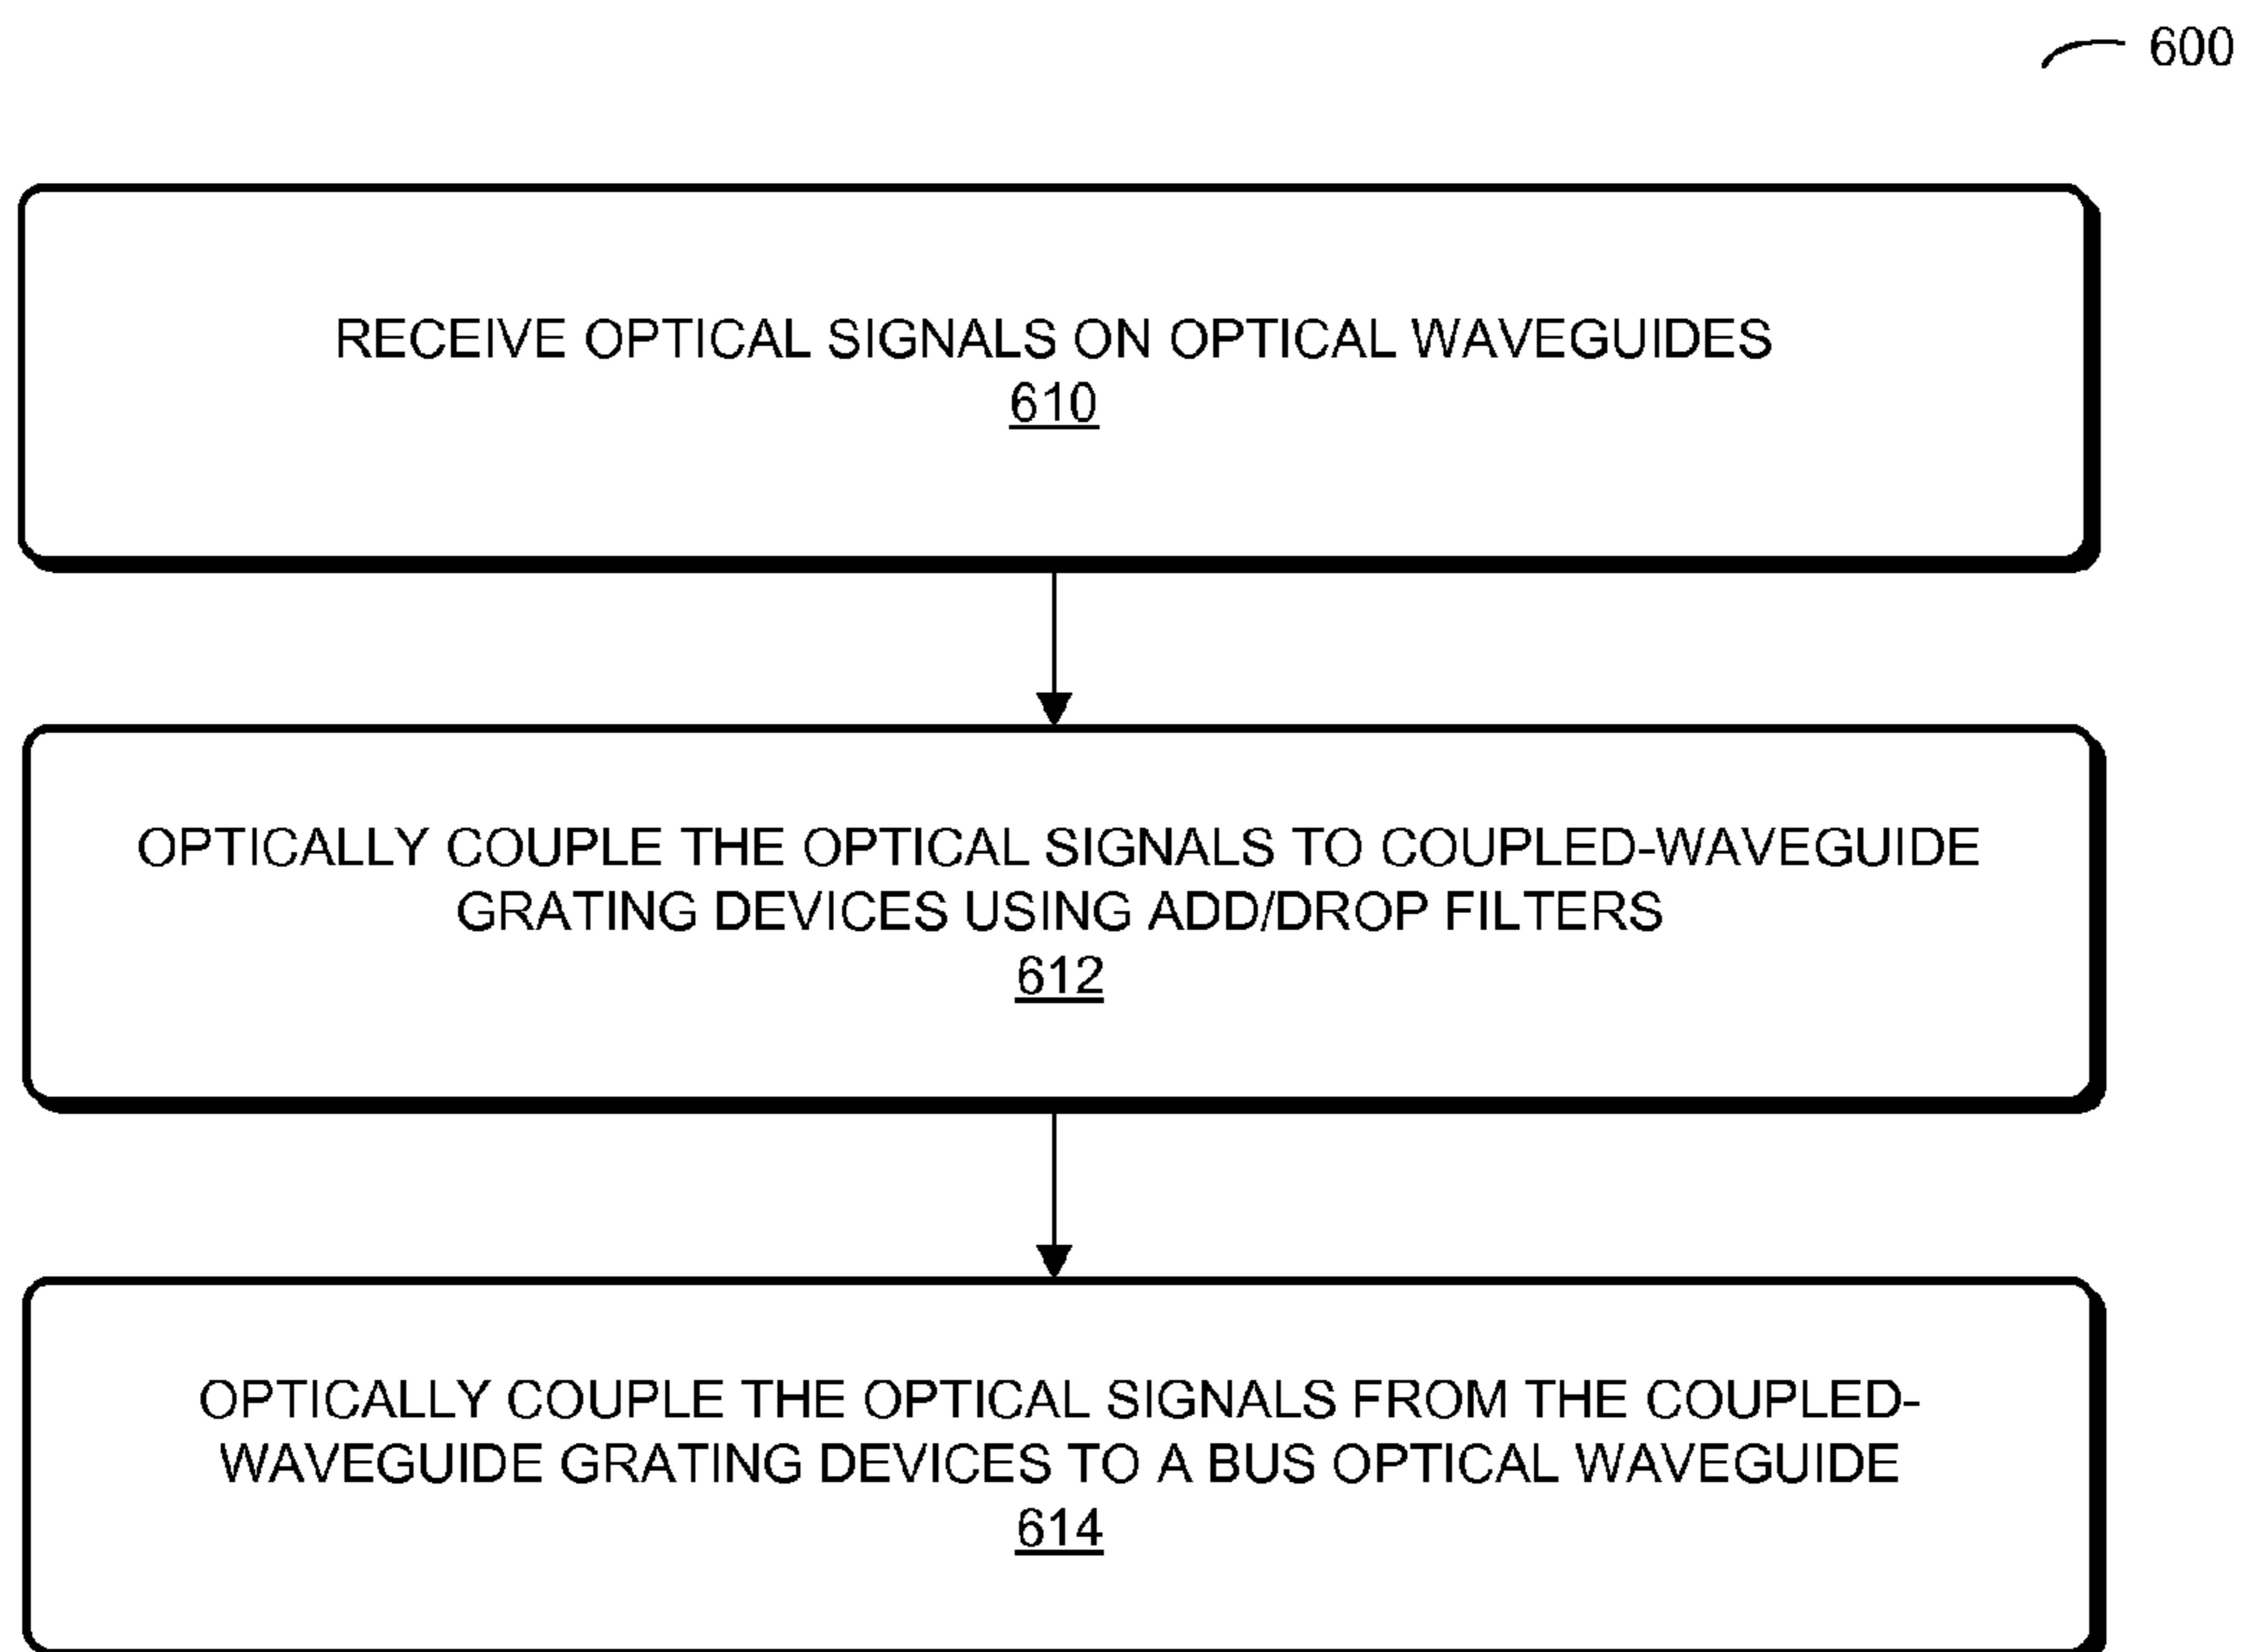 600
RECEIVE OPTICAL SIGNALS ON OPTICAL WAVEGUIDES
610
OPTICALLY COUPLE THE OPTICAL SIGNALS TO COUPLED-WAVEGUIDE
GRATING DEVICES USING ADD/DROP FILTERS
612
OPTICALLY COUPLE THE OPTICAL SIGNALS FROM THE COUPLED-
WAVEGUIDE GRATING DEVICES TO A BUS OPTICAL WAVEGUIDE
614